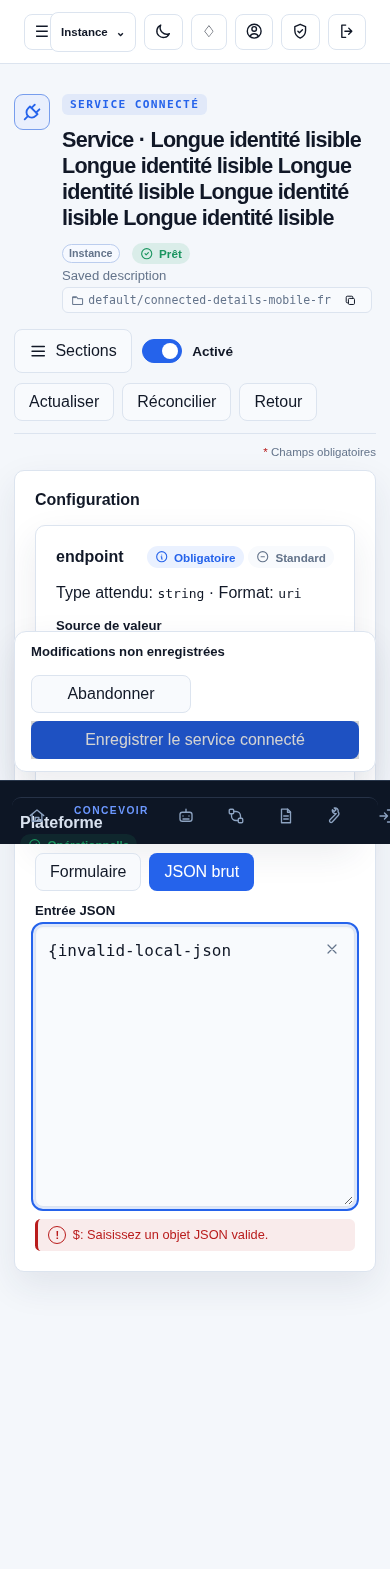 Instance
SERVICE CONNECTÉ
Service · Longue identité lisible
Longue identité lisible Longue
identité lisible Longue identité
lisible Longue identité lisible
Instance Prêt
Saved description
default/connected-details-mobile-fr
Sections Activé
Actualiser Réconcilier Retour
* Champs obligatoires
Configuration
endpoint Obligatoire Standard
Type attendu: string · Format: uri
Source de valeur
Modifications non enregistrées
Abandonner
Enregistrer le service connecté
CONCEVOIR
Plateforme
Opérationnelle
Formulaire JSON brut
Entrée JSON
{invalid-local-json
$: Saisissez un objet JSON valide.